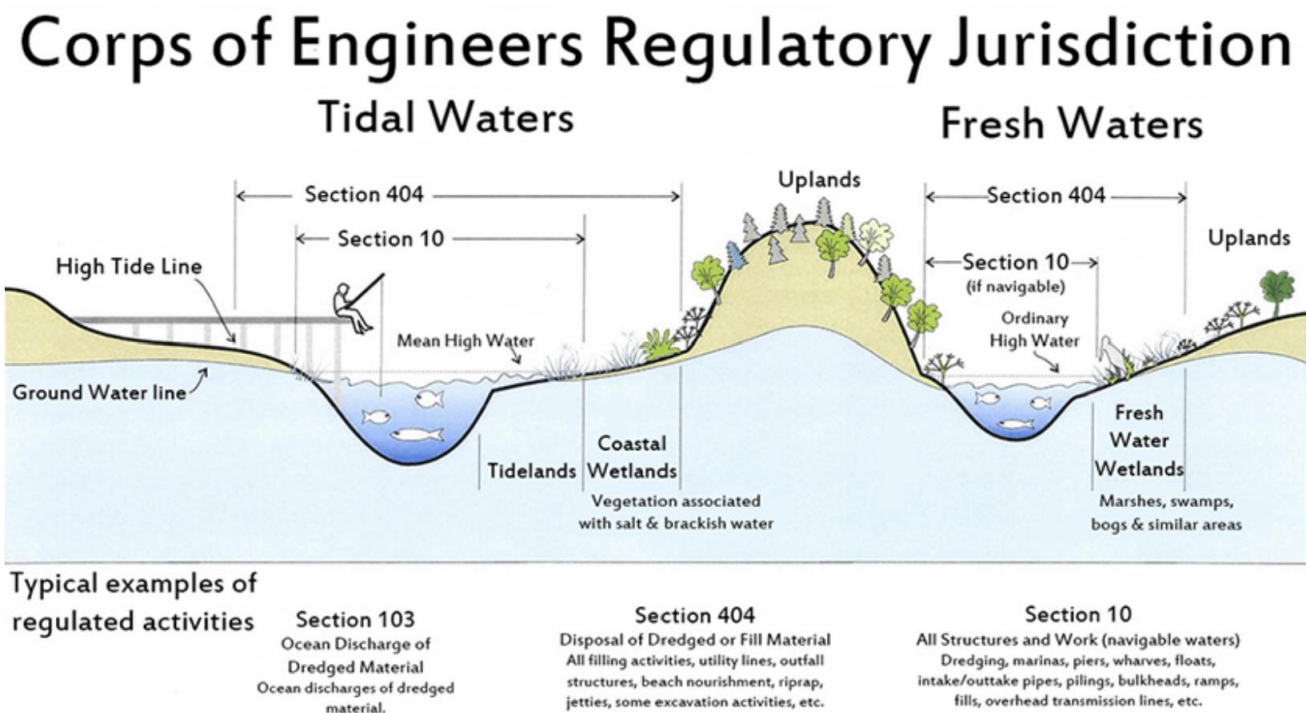 Corps of Engineers Regulatory Jurisdiction
Tidal Waters
Fresh Waters
Section 404
Uplands
Section 404
Section 10
Uplands
High Tide Line
Section 10
(if navigable)
Mean High Water
Ordinary
High Water
Ground Water line
Tidelands
Coastal
Wetlands
Vegetation associated
with salt & brackish water
Fresh
Water
Wetlands
Marshes, swamps,
bogs & similar areas
Typical examples of
regulated activities
Section 103
Ocean Discharge of
Dredged Material
Ocean discharges of dredged
material.
Section 404
Disposal of Dredged or Fill Material
All filling activities, utility lines, outfall
structures, beach nourishment, riprap,
jetties, some excavation activities, etc.
Section 10
All Structures and Work (navigable waters)
Dredging, marinas, piers, wharves, floats,
intake/outtake pipes, pilings, bulkheads, ramps,
fills, overhead transmission lines, etc.